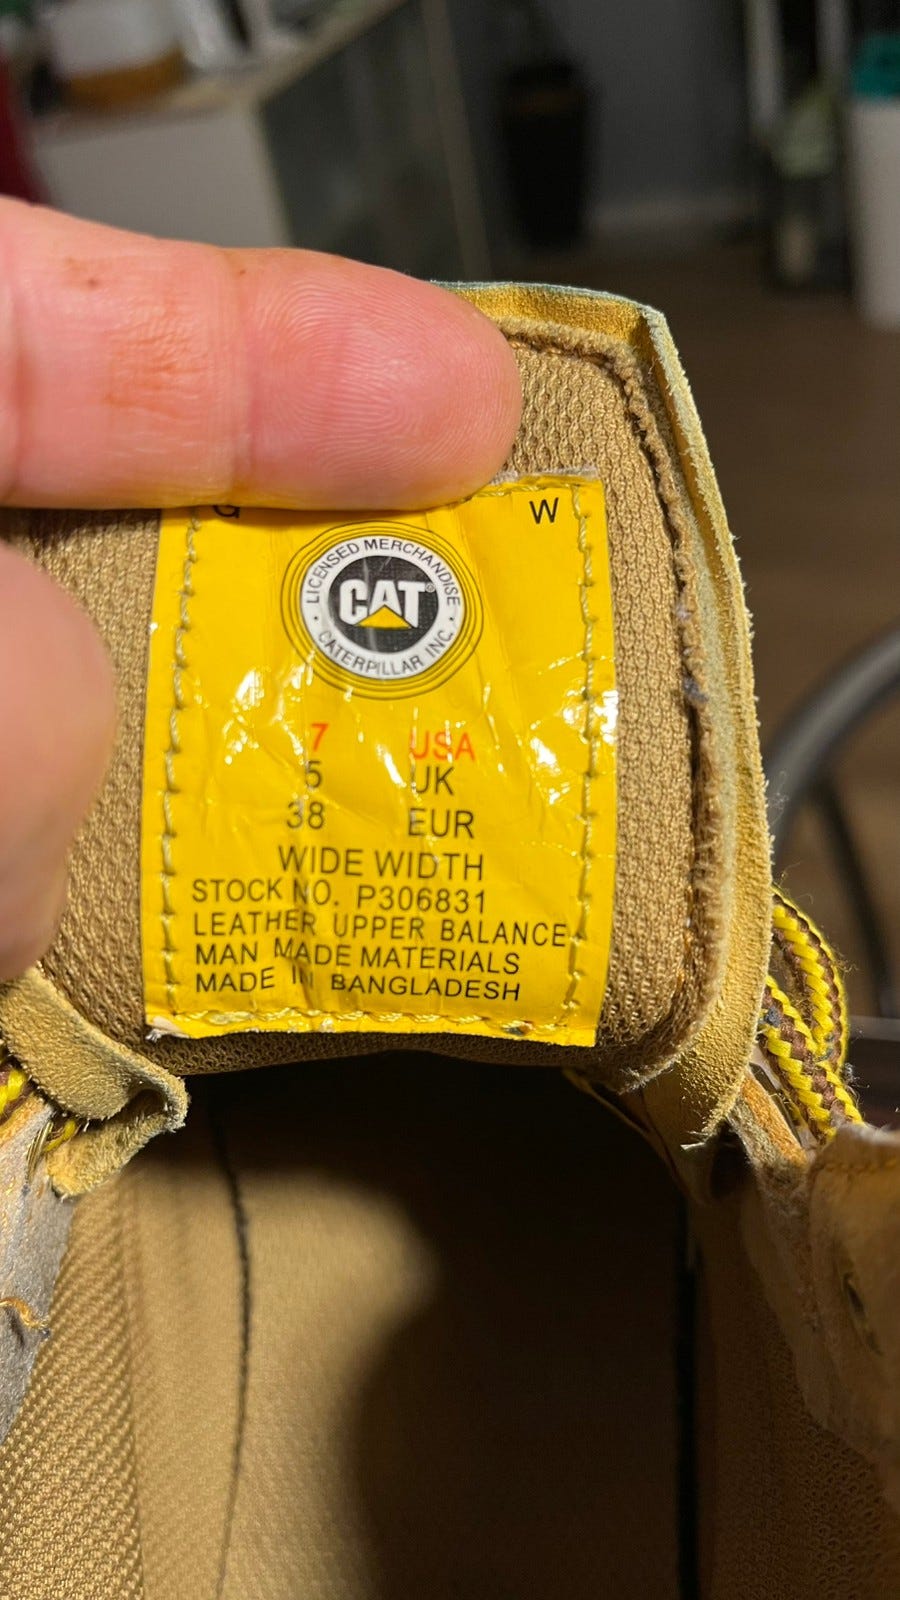 G W
LICENSED MERCHANDISE
CAT®
CATERPILLAR INC.
7 USA
5 UK
38 EUR
WIDE WIDTH
STOCK NO. P306831
LEATHER UPPER BALANCE
MAN MADE MATERIALS
MADE IN BANGLADESH